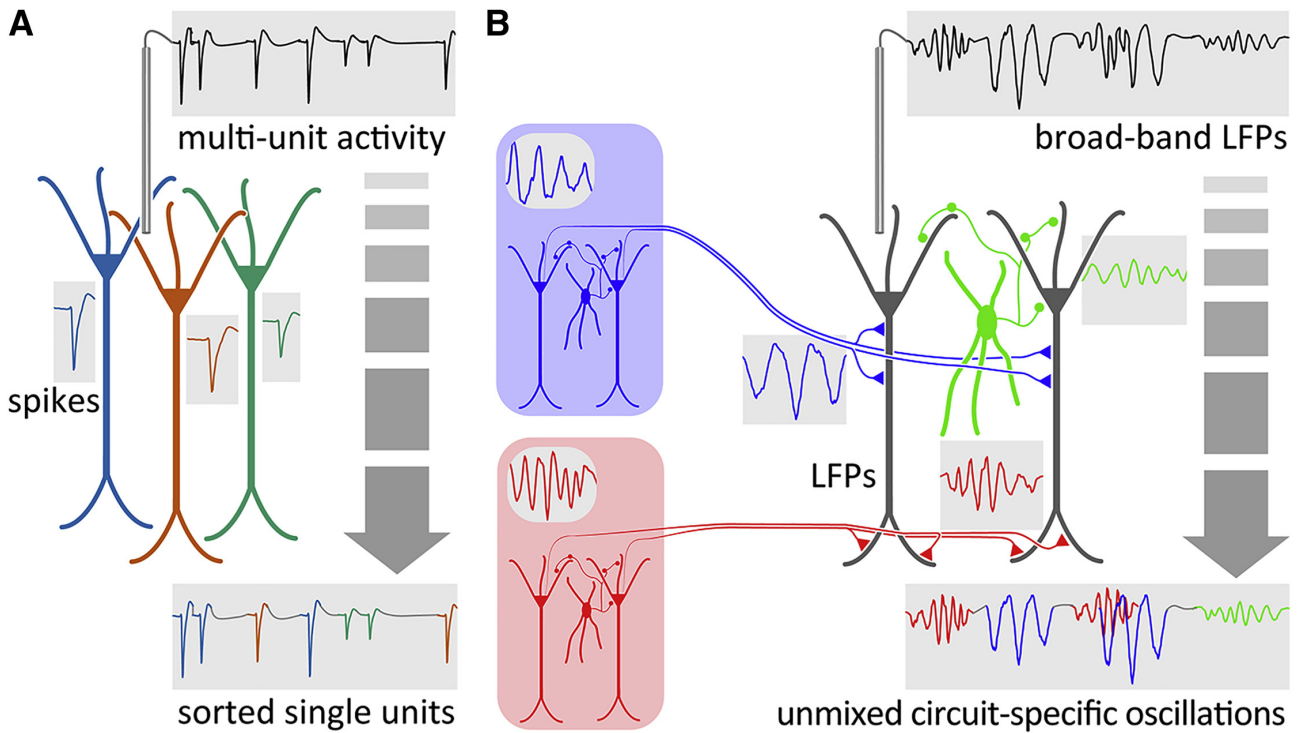 A
B
multi-unit activity
broad-band LFPs
spikes
LFPs
sorted single units
unmixed circuit-specific oscillations